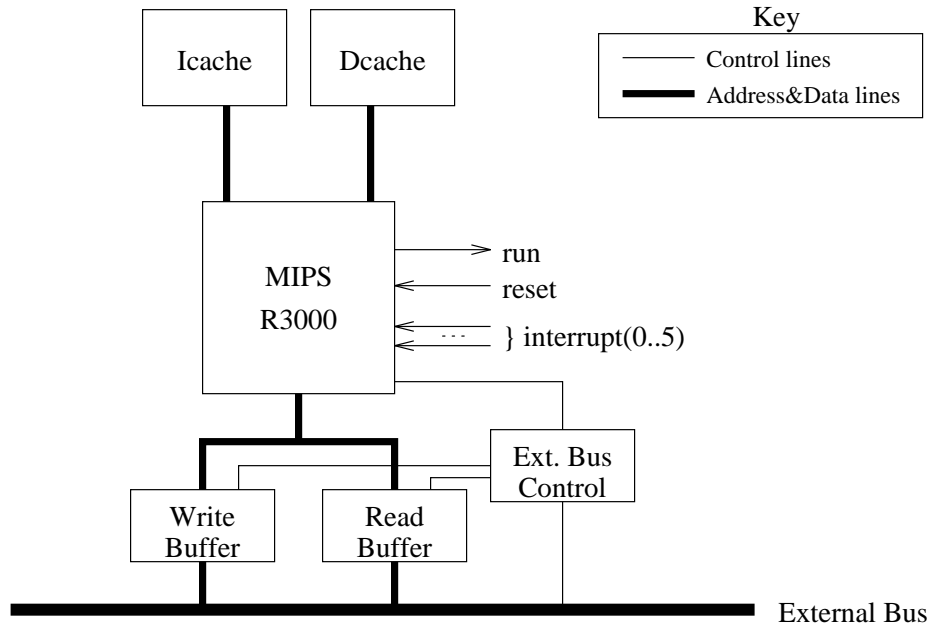 Key
Icache
Dcache
Control lines
Address&Data lines
MIPS
R3000
run
reset
} interrupt(0..5)
Ext. Bus
Control
Write
Buffer
Read
Buffer
External Bus